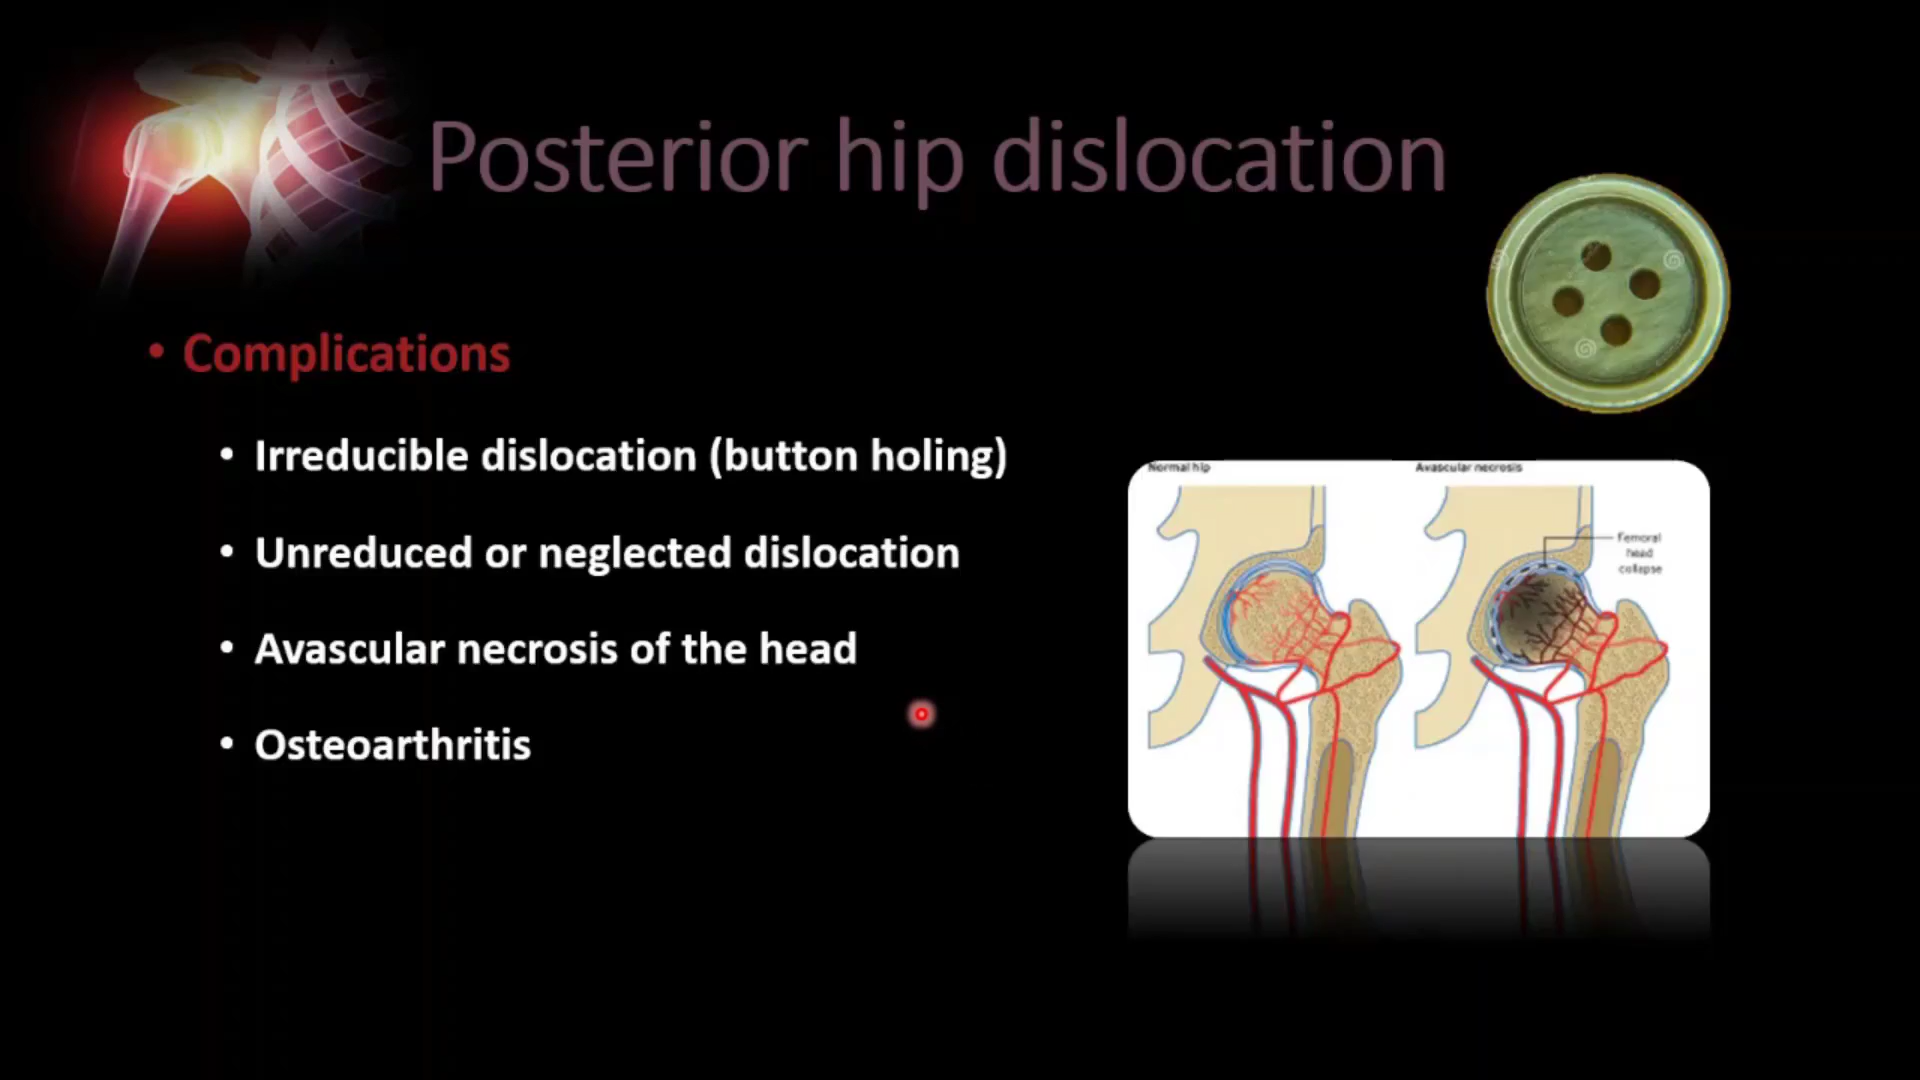 Posterior hip dislocation
• Complications
• Irreducible dislocation (button holing)
• Unreduced or neglected dislocation
• Avascular necrosis of the head
• Osteoarthritis
Normal hip
Avascular necrosis
Femoral
head
collapse